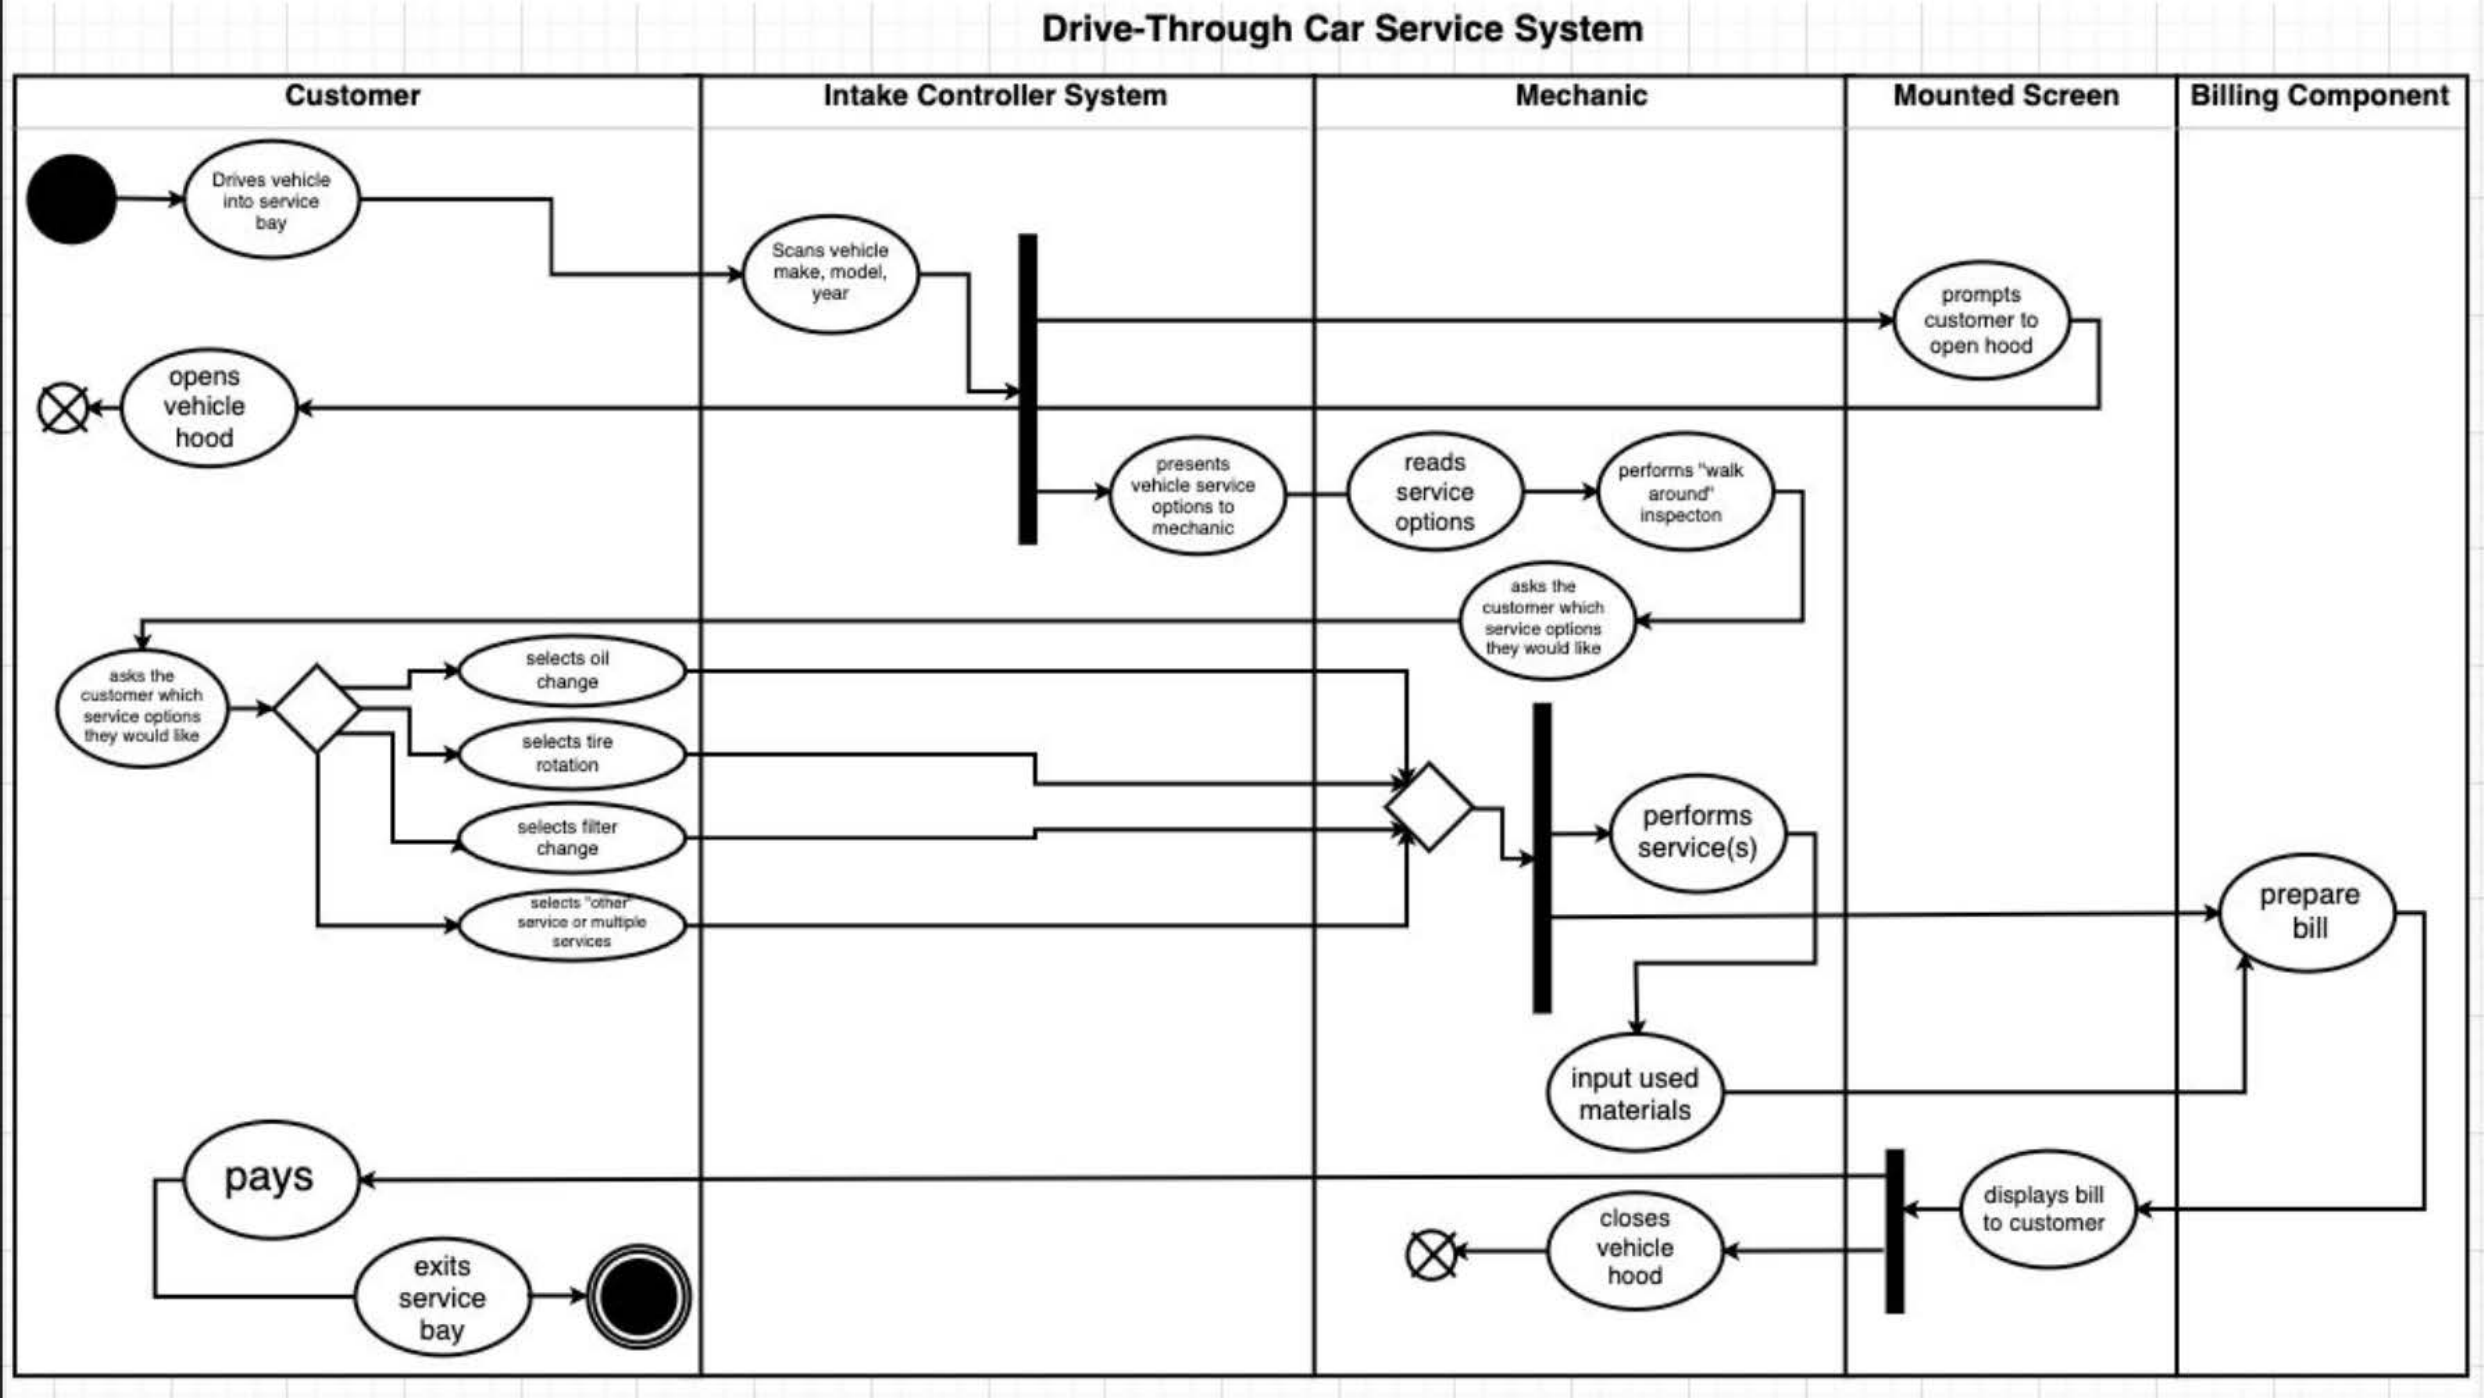 Drive-Through Car Service System
Customer
Intake Controller System
Mechanic
Mounted Screen
Billing Component
Drives vehicle
into service
bay
Scans vehicle
make, model,
year
prompts
customer to
open hood
opens
vehicle
hood
presents
vehicle service
options to
mechanic
reads
service
options
performs "walk
around"
inspecton
asks the
customer which
service options
they would like
asks the
customer which
service options
they would like
selects oil
change
selects tire
rotation
selects filter
change
selects "other"
service or multiple
services
performs
service(s)
prepare
bill
input used
materials
pays
displays bill
to customer
closes
vehicle
hood
exits
service
bay